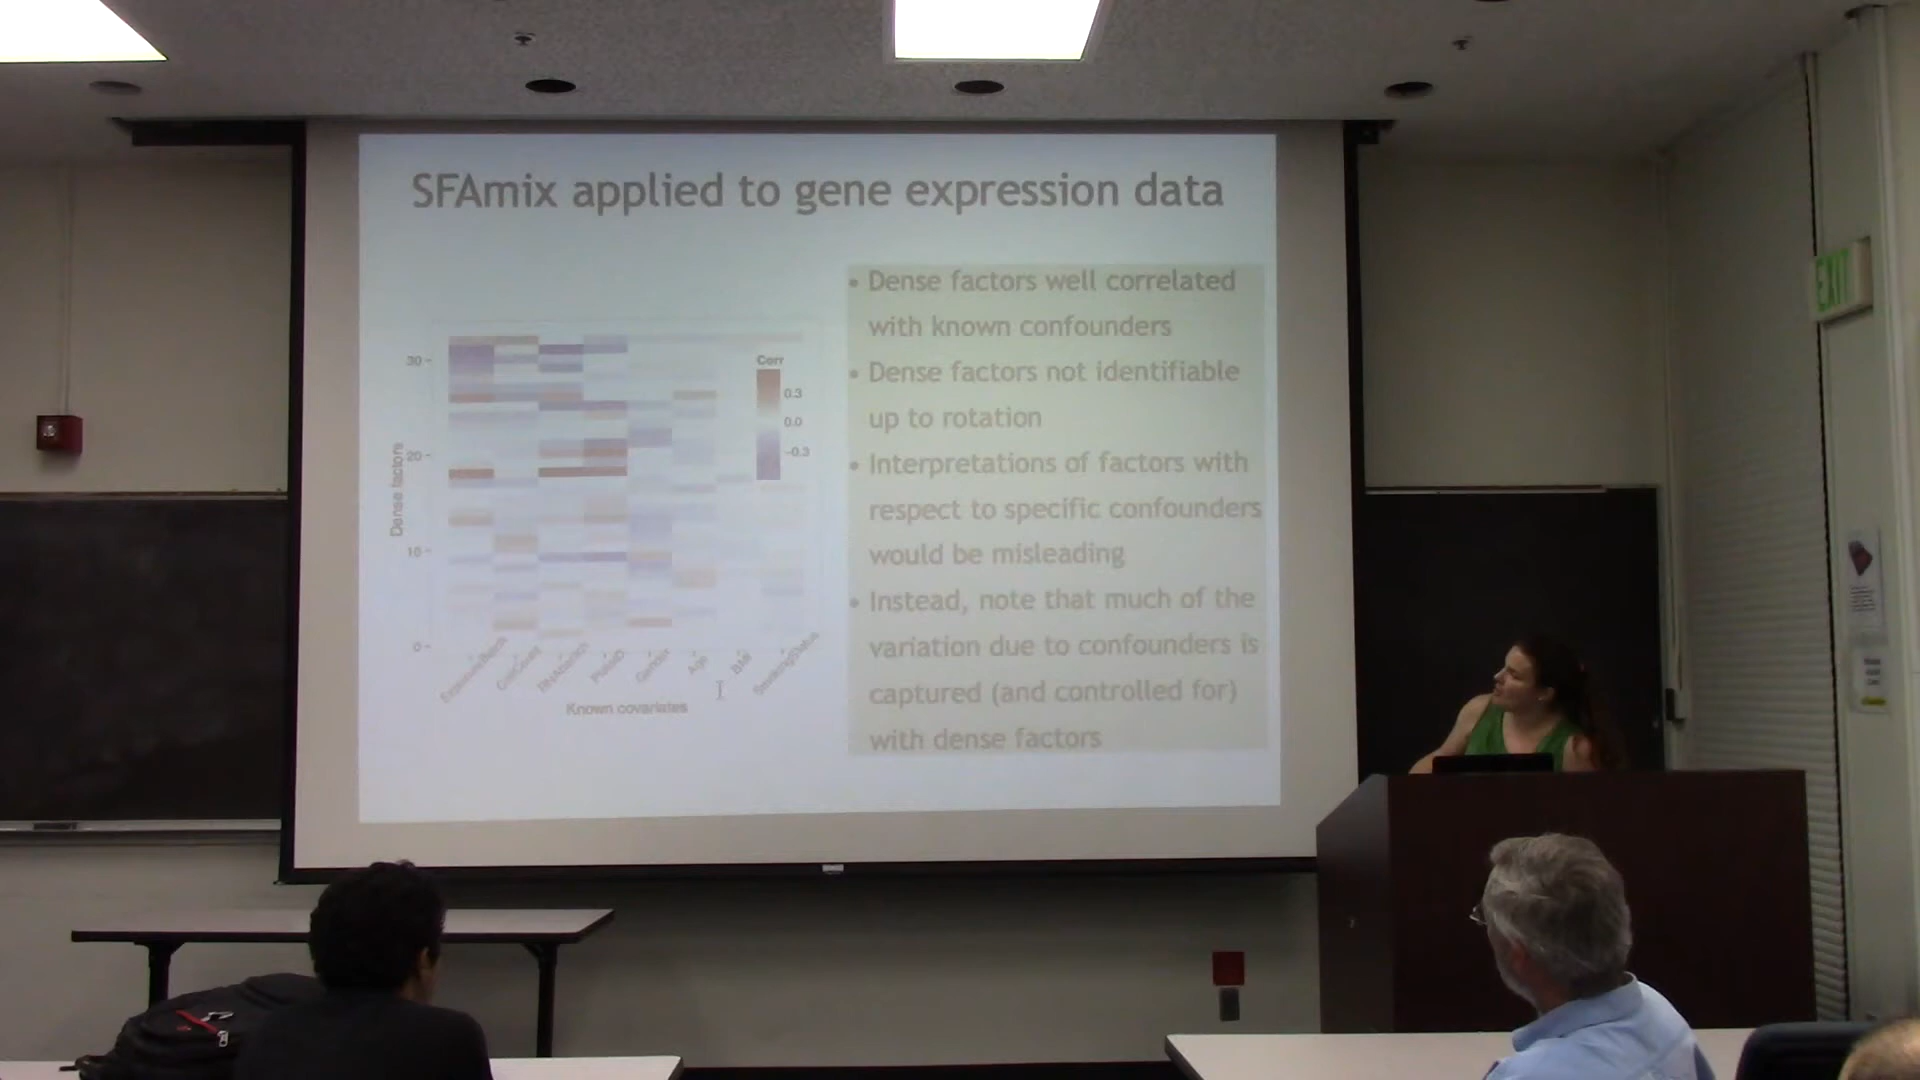 SFAmix applied to gene expression data
• Dense factors well correlated
with known confounders
• Dense factors not identifiable
up to rotation
• Interpretations of factors with
respect to specific confounders
would be misleading
• Instead, note that much of the
variation due to confounders is
captured (and controlled for)
with dense factors
Corr
0.3
0.0
-0.3
30
20
10
0
Dense factors
Gender
Age
BMI
Known covariates
EXIT